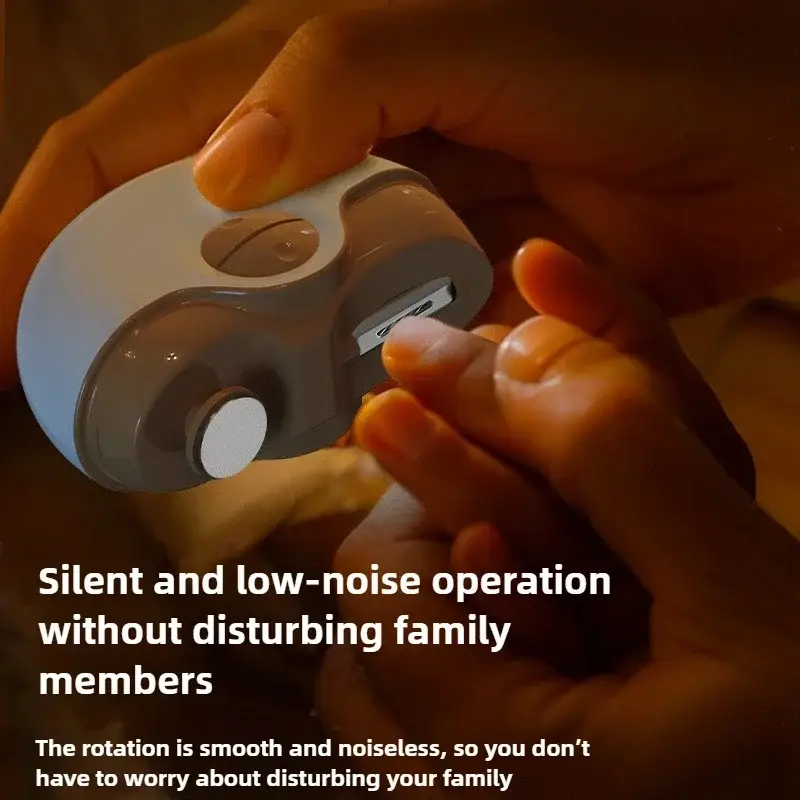 Silent and low-noise operation
without disturbing family
members
The rotation is smooth and noiseless, so you don’t
have to worry about disturbing your family